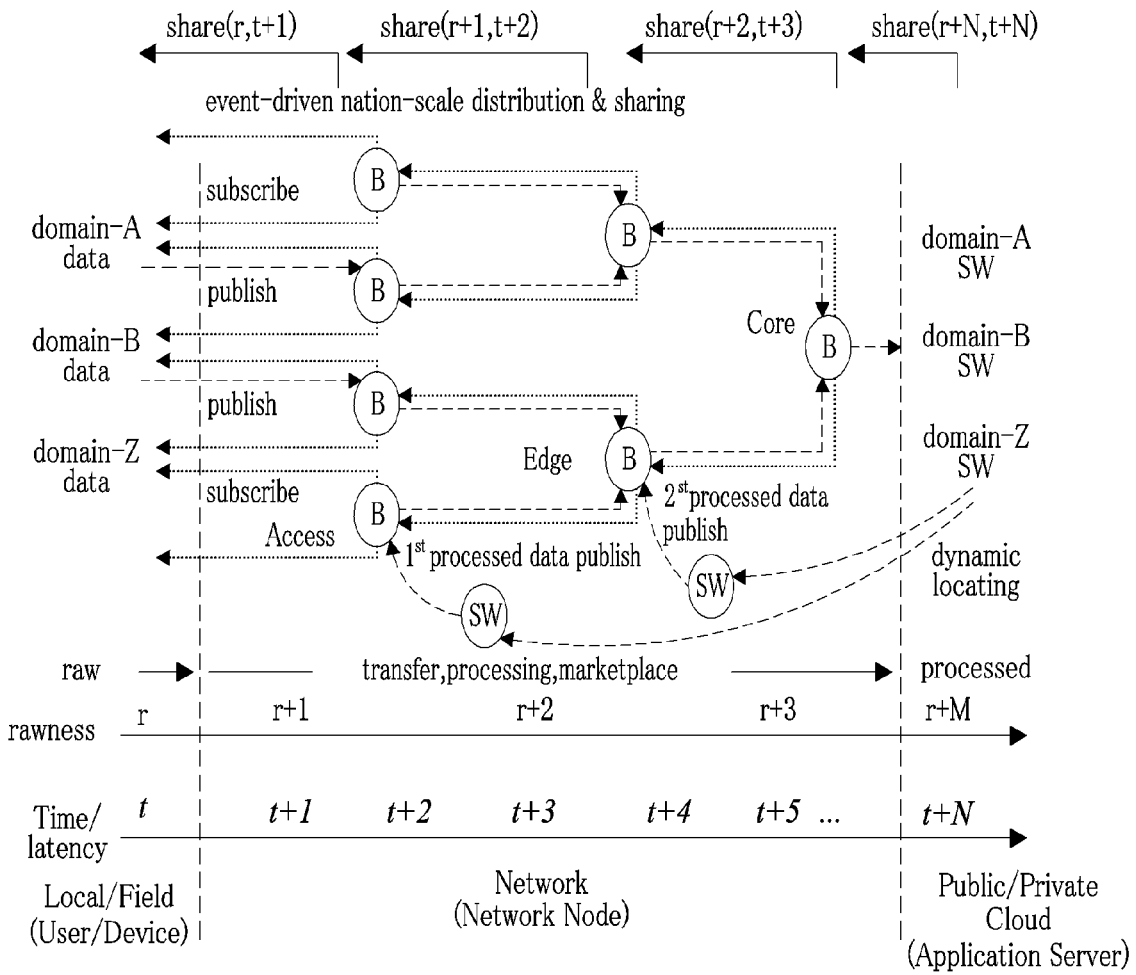 share(r,t+1) share(r+1,t+2) share(r+2,t+3) share(r+N,t+N)
event-driven nation-scale distribution & sharing
B
subscribe
B
domain-A
data
domain-A
SW
publish
B
Core
B
domain-B
data
domain-B
SW
publish
B
domain-Z
data
Edge
B
domain-Z
SW
subscribe
B
2st processed data
publish
Access
1st processed data publish
SW
dynamic
locating
SW
raw
transfer,processing,marketplace
processed
rawness
r r+1 r+2 r+3 r+M
Time/
latency
t t+1 t+2 t+3 t+4 t+5 ... t+N
Local/Field
(User/Device)
Network
(Network Node)
Public/Private
Cloud
(Application Server)